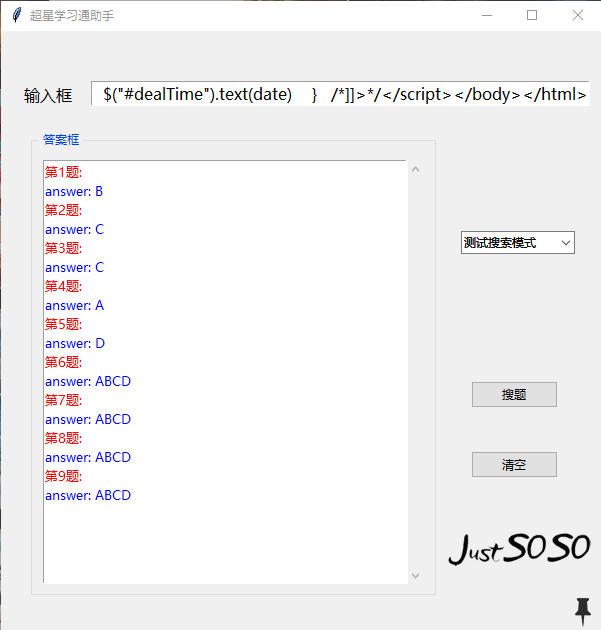 超星学习通助手
输入框
$("#dealTime").text(date) } /*]]>*/</script></body></html>
答案框
第1题:
answer: B
第2题:
answer: C
第3题:
answer: C
第4题:
answer: A
第5题:
answer: D
第6题:
answer: ABCD
第7题:
answer: ABCD
第8题:
answer: ABCD
第9题:
answer: ABCD
测试搜索模式
搜题
清空
Just SO SO